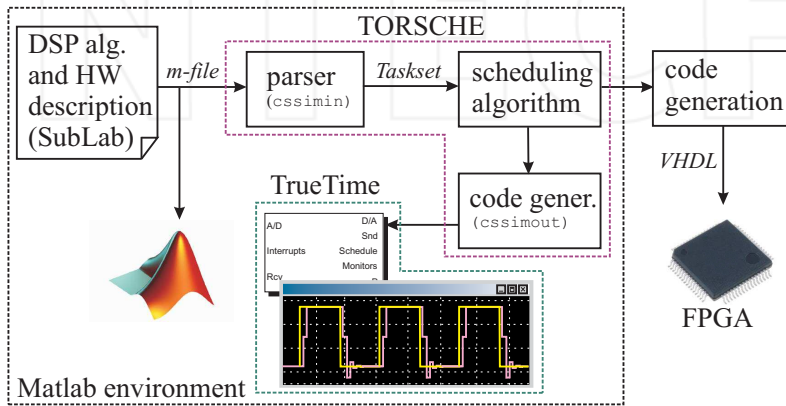 TORSCHE
DSP alg.
and HW
description
(SubLab)
m-file
parser
(cssimin)
Taskset
scheduling
algorithm
code
generation
VHDL
TrueTime
code gener.
(cssimout)
A/D
Interrupts
Rcv
D/A
Snd
Schedule
Monitors
P
FPGA
Matlab environment